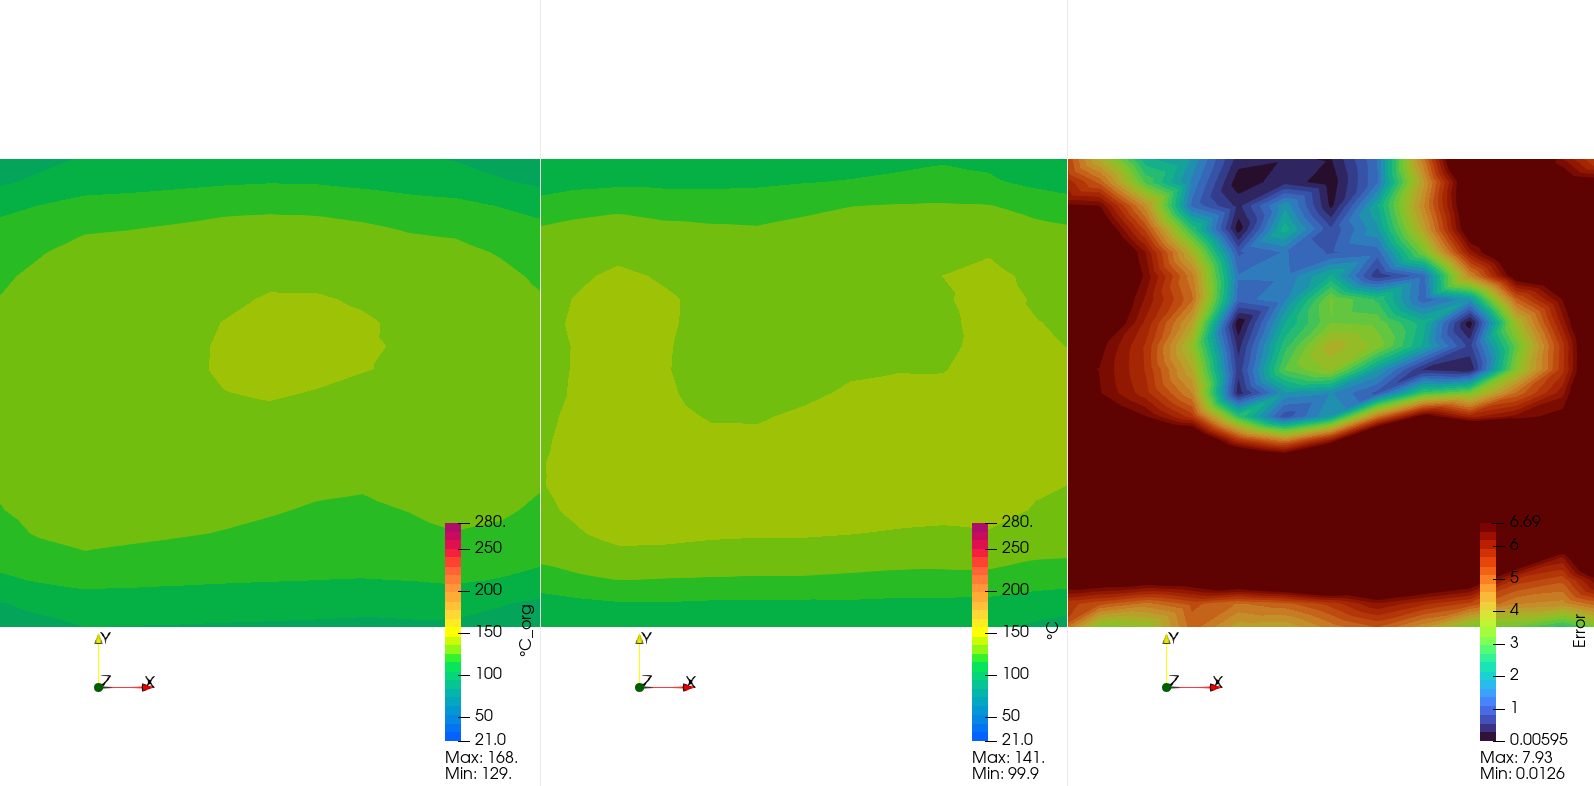 280.
250
200
150
100
50
21.0
°C_org
Max: 168.
Min: 129.
Y
Z
X
280.
250
200
150
100
50
21.0
°C
Max: 141.
Min: 99.9
Y
Z
X
6.69
6
5
4
3
2
1
0.00595
Error
Max: 7.93
Min: 0.0126
Y
Z
X